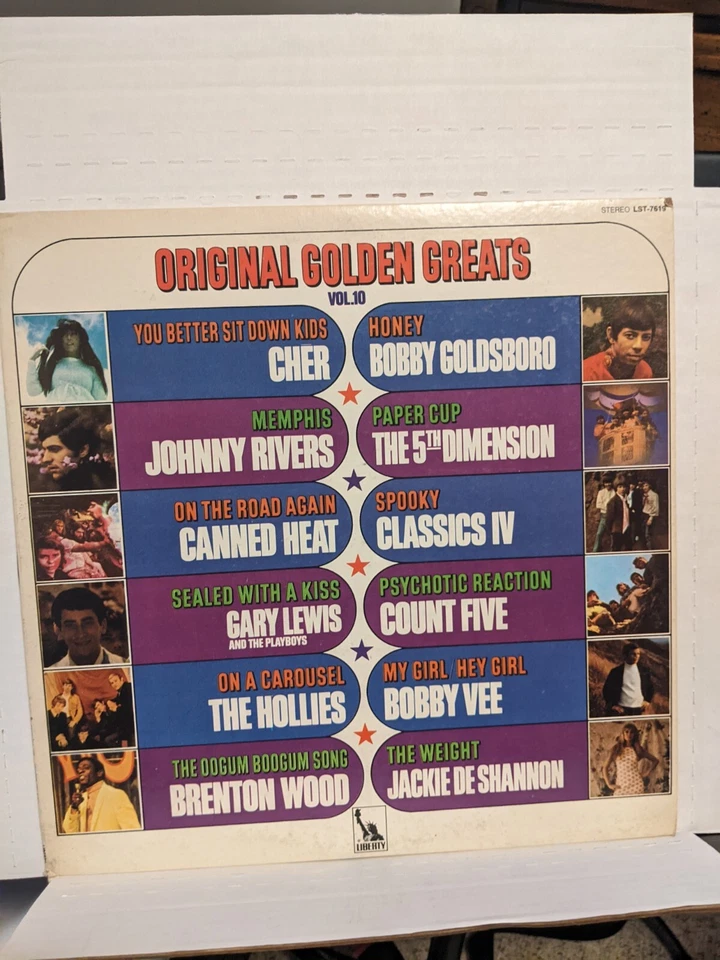 STEREO LST-7619
ORIGINAL GOLDEN GREATS
VOL.10
YOU BETTER SIT DOWN KIDS
CHER
HONEY
BOBBY GOLDSBORO
MEMPHIS
JOHNNY RIVERS
PAPER CUP
THE 5TH DIMENSION
ON THE ROAD AGAIN
CANNED HEAT
SPOOKY
CLASSICS IV
SEALED WITH A KISS
GARY LEWIS
AND THE PLAYBOYS
PSYCHOTIC REACTION
COUNT FIVE
ON A CAROUSEL
THE HOLLIES
MY GIRL/HEY GIRL
BOBBY VEE
THE OOGUM BOOGUM SONG
BRENTON WOOD
THE WEIGHT
JACKIE DE SHANNON
LIBERTY